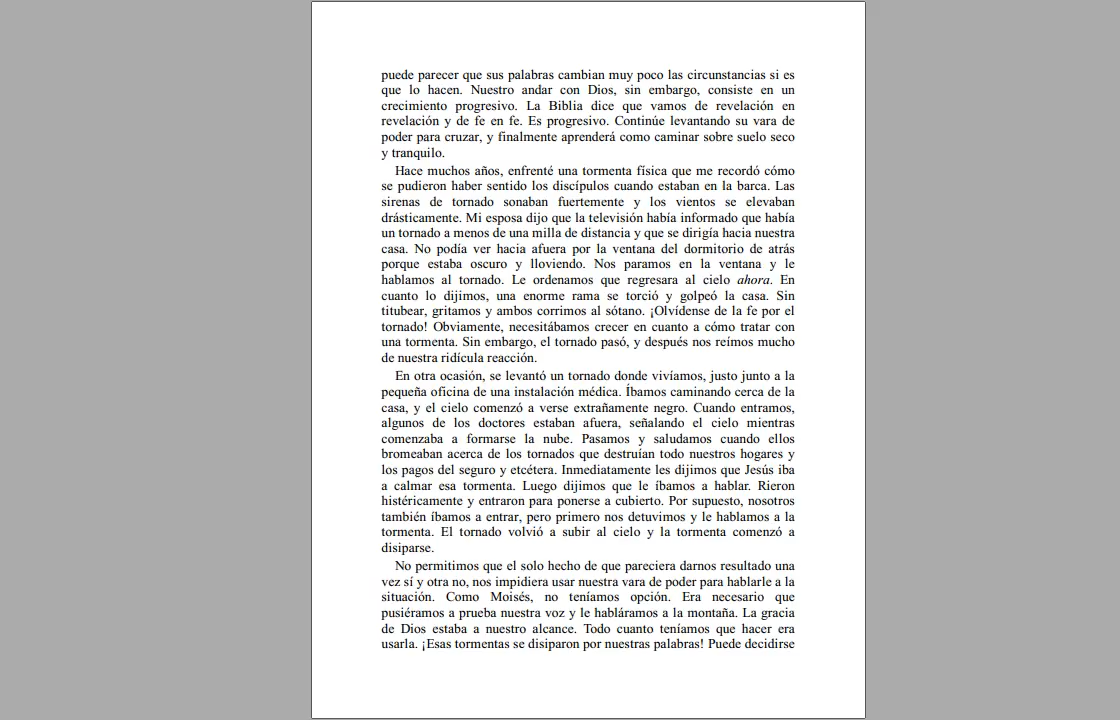 puede parecer que sus palabras cambian muy poco las circunstancias si es
que lo hacen. Nuestro andar con Dios, sin embargo, consiste en un
crecimiento progresivo. La Biblia dice que vamos de revelación en
revelación y de fe en fe. Es progresivo. Continúe levantando su vara de
poder para cruzar, y finalmente aprenderá como caminar sobre suelo seco
y tranquilo.
Hace muchos años, enfrenté una tormenta física que me recordó cómo
se pudieron haber sentido los discípulos cuando estaban en la barca. Las
sirenas de tornado sonaban fuertemente y los vientos se elevaban
drásticamente. Mi esposa dijo que la televisión había informado que había
un tornado a menos de una milla de distancia y que se dirigía hacia nuestra
casa. No podía ver hacia afuera por la ventana del dormitorio de atrás
porque estaba oscuro y lloviendo. Nos paramos en la ventana y le
hablamos al tornado. Le ordenamos que regresara al cielo ahora. En
cuanto lo dijimos, una enorme rama se torció y golpeó la casa. Sin
titubear, gritamos y ambos corrimos al sótano. ¡Olvídense de la fe por el
tornado! Obviamente, necesitábamos crecer en cuanto a cómo tratar con
una tormenta. Sin embargo, el tornado pasó, y después nos reímos mucho
de nuestra ridícula reacción.
En otra ocasión, se levantó un tornado donde vivíamos, justo junto a la
pequeña oficina de una instalación médica. Íbamos caminando cerca de la
casa, y el cielo comenzó a verse extrañamente negro. Cuando entramos,
algunos de los doctores estaban afuera, señalando el cielo mientras
comenzaba a formarse la nube. Pasamos y saludamos cuando ellos
bromeaban acerca de los tornados que destruían todo nuestros hogares y
los pagos del seguro y etcétera. Inmediatamente les dijimos que Jesús iba
a calmar esa tormenta. Luego dijimos que le íbamos a hablar. Rieron
histéricamente y entraron para ponerse a cubierto. Por supuesto, nosotros
también íbamos a entrar, pero primero nos detuvimos y le hablamos a la
tormenta. El tornado volvió a subir al cielo y la tormenta comenzó a
disiparse.
No permitimos que el solo hecho de que pareciera darnos resultado una
vez sí y otra no, nos impidiera usar nuestra vara de poder para hablarle a la
situación. Como Moisés, no teníamos opción. Era necesario que
pusiéramos a prueba nuestra voz y le habláramos a la montaña. La gracia
de Dios estaba a nuestro alcance. Todo cuanto teníamos que hacer era
usarla. ¡Esas tormentas se disiparon por nuestras palabras! Puede decidirse